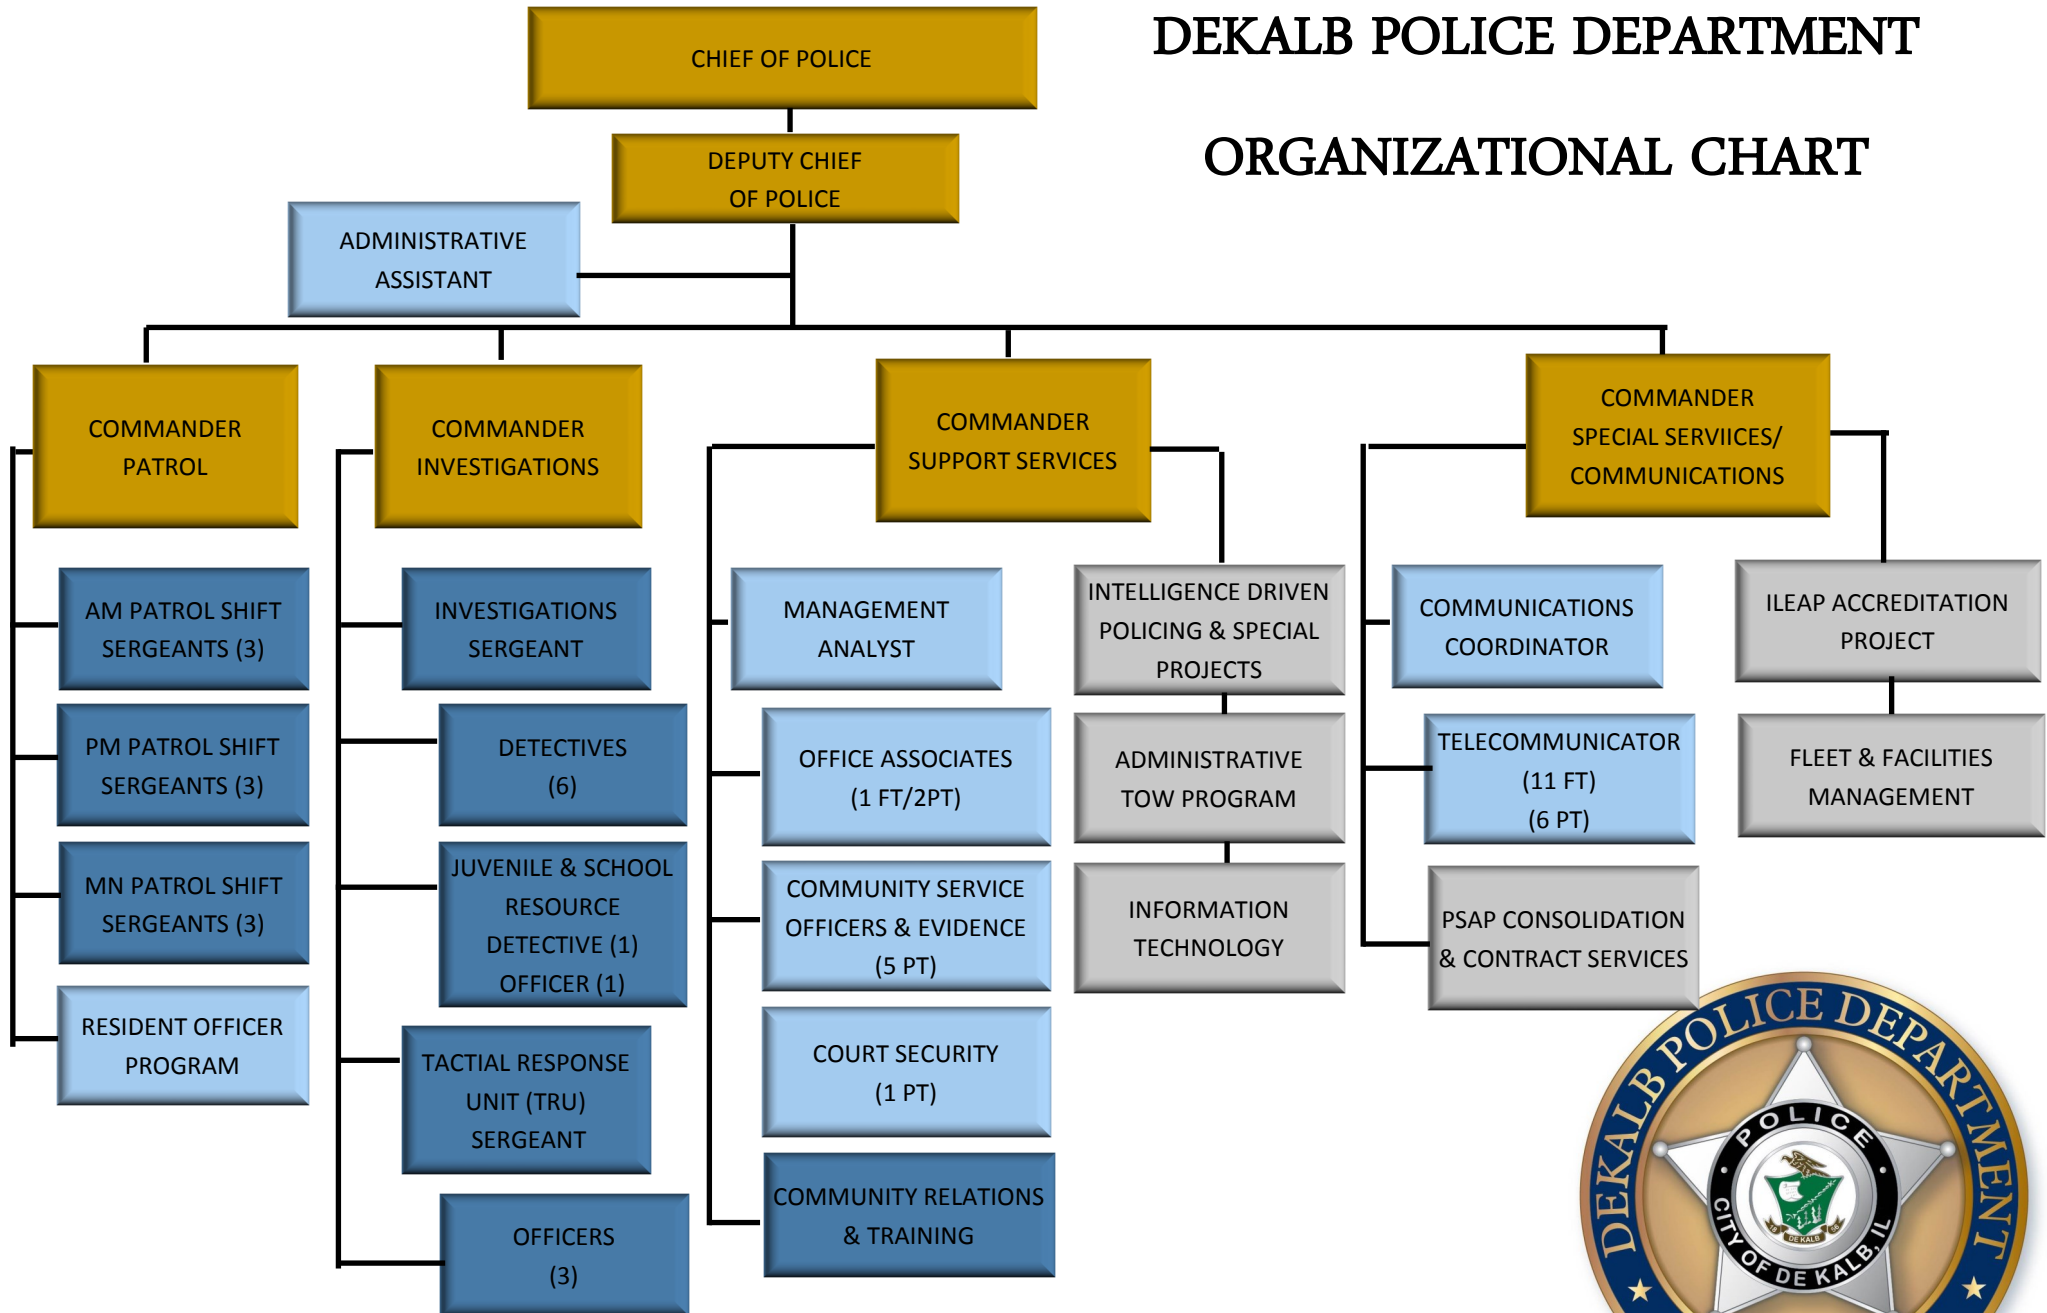 DEKALB POLICE DEPARTMENT
ORGANIZATIONAL CHART
CHIEF OF POLICE
DEPUTY CHIEF
OF POLICE
ADMINISTRATIVE
ASSISTANT
COMMANDER
PATROL
AM PATROL SHIFT
SERGEANTS (3)
PM PATROL SHIFT
SERGEANTS (3)
MN PATROL SHIFT
SERGEANTS (3)
RESIDENT OFFICER
PROGRAM
COMMANDER
INVESTIGATIONS
INVESTIGATIONS
SERGEANT
DETECTIVES
(6)
JUVENILE & SCHOOL
RESOURCE
DETECTIVE (1)
OFFICER (1)
TACTIAL RESPONSE
UNIT (TRU)
SERGEANT
OFFICERS
(3)
COMMANDER
SUPPORT SERVICES
MANAGEMENT
ANALYST
OFFICE ASSOCIATES
(1 FT/2PT)
COMMUNITY SERVICE
OFFICERS & EVIDENCE
(5 PT)
COURT SECURITY
(1 PT)
COMMUNITY RELATIONS
& TRAINING
INTELLIGENCE DRIVEN
POLICING & SPECIAL
PROJECTS
ADMINISTRATIVE
TOW PROGRAM
INFORMATION
TECHNOLOGY
COMMANDER
SPECIAL SERVIICES/
COMMUNICATIONS
COMMUNICATIONS
COORDINATOR
TELECOMMUNICATOR
(11 FT)
(6 PT)
PSAP CONSOLIDATION
& CONTRACT SERVICES
ILEAP ACCREDITATION
PROJECT
FLEET & FACILITIES
MANAGEMENT
DEKALB POLICE DEPARTMENT
POLICE
CITY OF DE KALB, IL
DE KALB